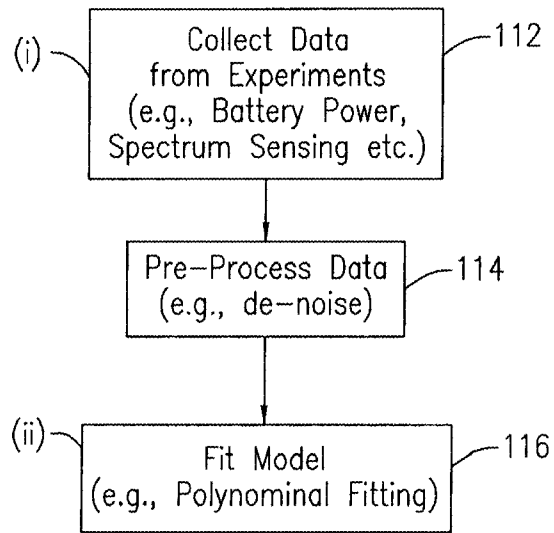 (i)
Collect Data
from Experiments
(e.g., Battery Power,
Spectrum Sensing etc.)
112
Pre-Process Data
(e.g., de-noise)
114
(ii)
Fit Model
(e.g., Polynominal Fitting)
116